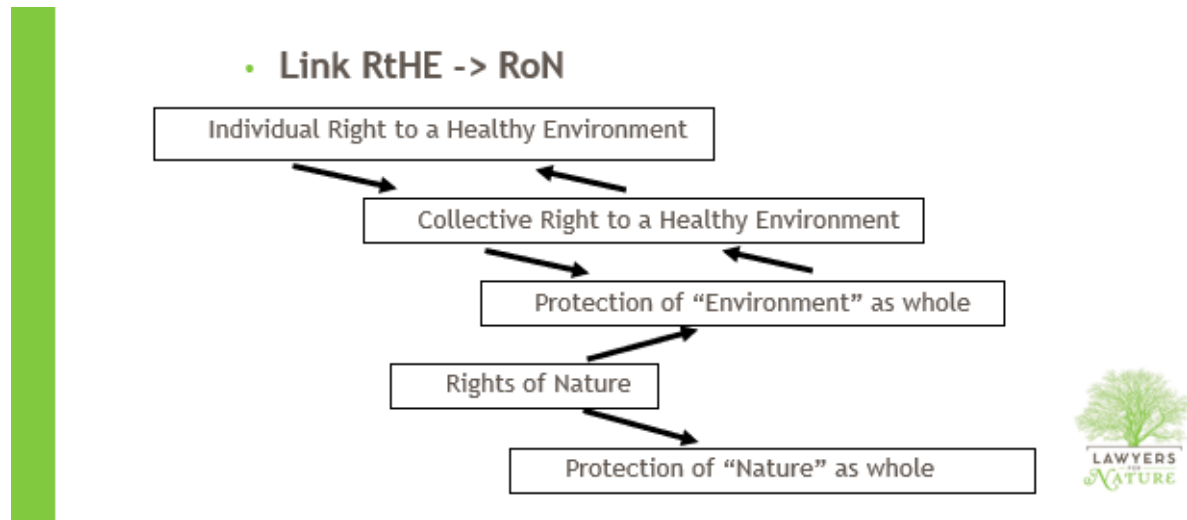 • Link RtHE -> RoN
Individual Right to a Healthy Environment
Collective Right to a Healthy Environment
Protection of “Environment” as whole
Rights of Nature
Protection of “Nature” as whole
LAWYERS
FOR
NATURE